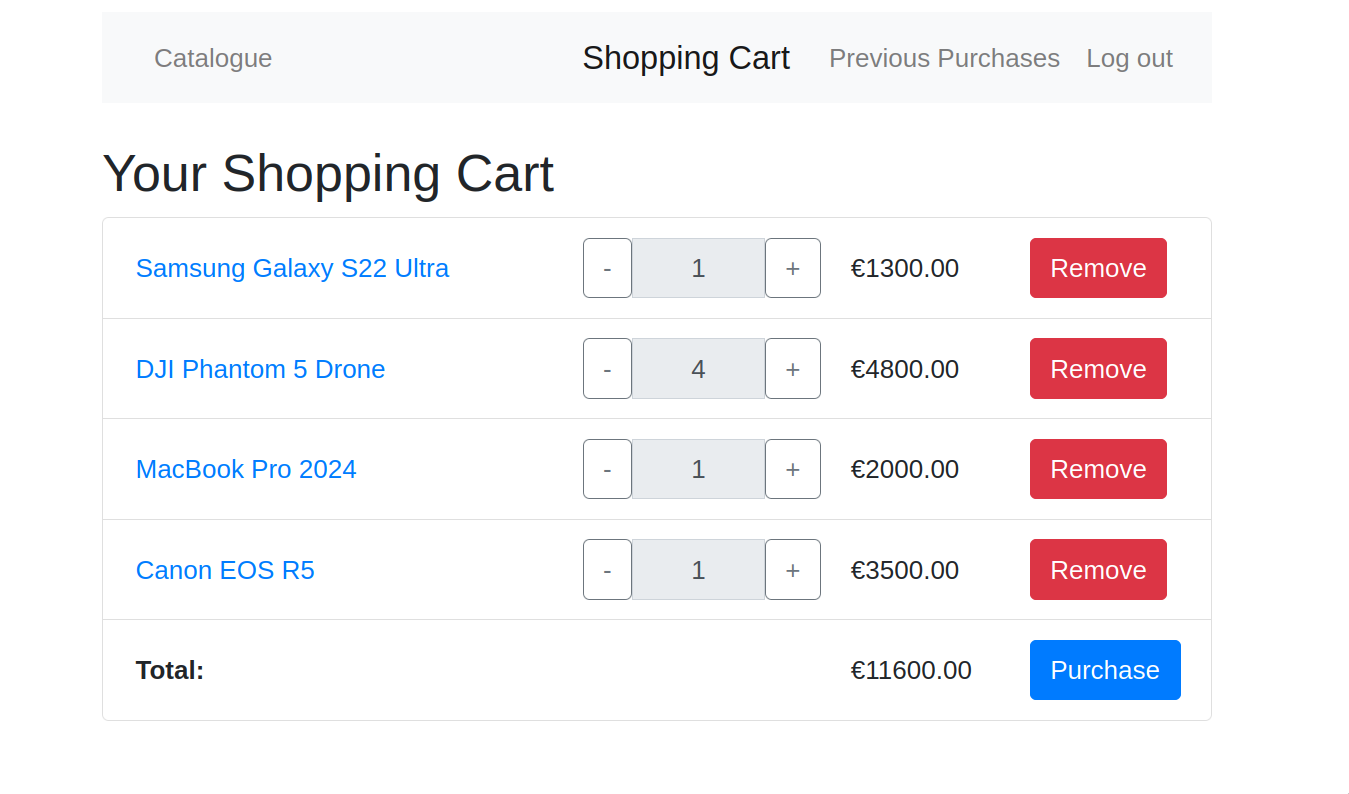 Catalogue Shopping Cart Previous Purchases Log out
Your Shopping Cart
Samsung Galaxy S22 Ultra - 1 + €1300.00 Remove
DJI Phantom 5 Drone - 4 + €4800.00 Remove
MacBook Pro 2024 - 1 + €2000.00 Remove
Canon EOS R5 - 1 + €3500.00 Remove
Total: €11600.00 Purchase